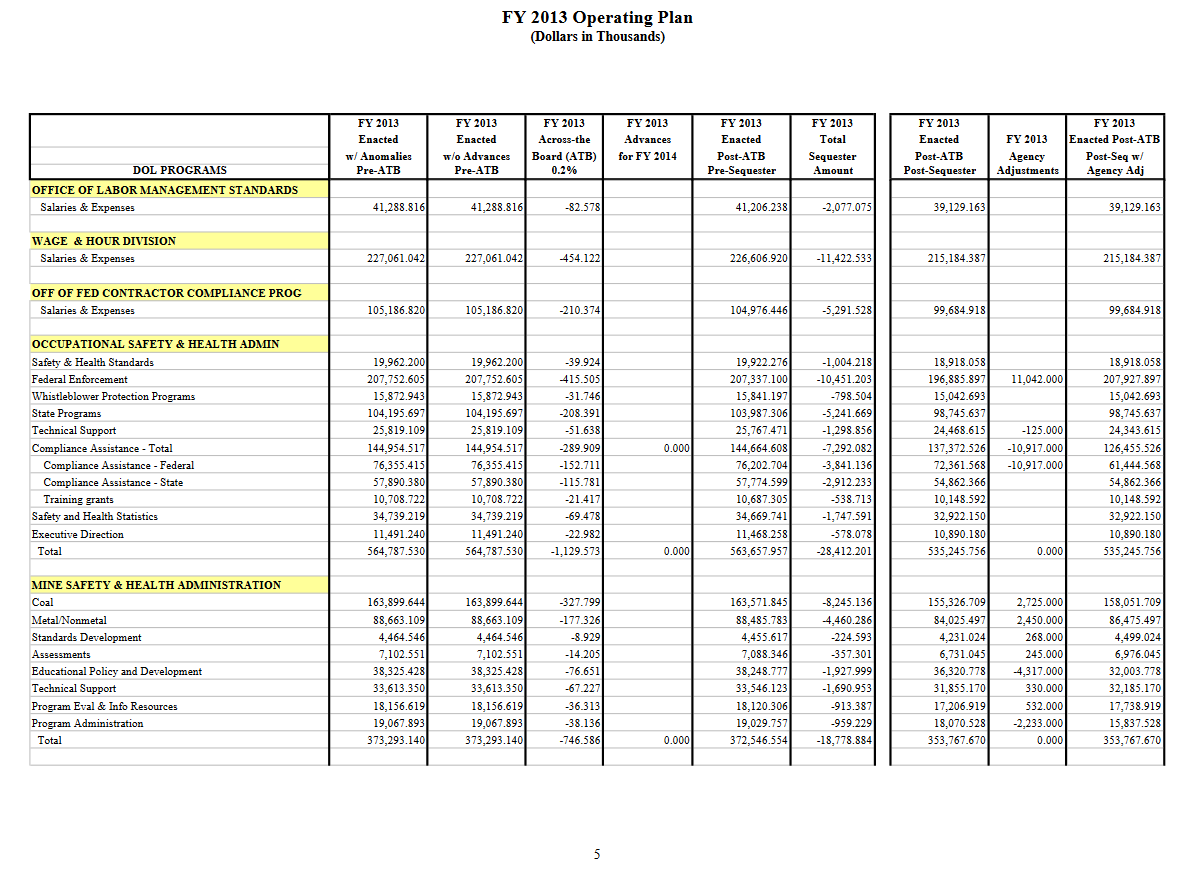 FY 2013 Operating Plan
(Dollars in Thousands)
DOL PROGRAMS | FY 2013 Enacted w/ Anomalies Pre-ATB | FY 2013 Enacted w/o Advances Pre-ATB | FY 2013 Across-the Board (ATB) 0.2% | FY 2013 Advances for FY 2014 | FY 2013 Enacted Post-ATB Pre-Sequester | FY 2013 Total Sequester Amount | FY 2013 Enacted Post-ATB Post-Sequester | FY 2013 Agency Adjustments | FY 2013 Enacted Post-ATB Post-Seq w/ Agency Adj
OFFICE OF LABOR MANAGEMENT STANDARDS
Salaries & Expenses 41,288.816 41,288.816 -82.578 41,206.238 -2,077.075 39,129.163 39,129.163
WAGE & HOUR DIVISION
Salaries & Expenses 227,061.042 227,061.042 -454.122 226,606.920 -11,422.533 215,184.387 215,184.387
OFF OF FED CONTRACTOR COMPLIANCE PROG
Salaries & Expenses 105,186.820 105,186.820 -210.374 104,976.446 -5,291.528 99,684.918 99,684.918
OCCUPATIONAL SAFETY & HEALTH ADMIN
Safety & Health Standards 19,962.200 19,962.200 -39.924 19,922.276 -1,004.218 18,918.058 18,918.058
Federal Enforcement 207,752.605 207,752.605 -415.505 207,337.100 -10,451.203 196,885.897 11,042.000 207,927.897
Whistleblower Protection Programs 15,872.943 15,872.943 -31.746 15,841.197 -798.504 15,042.693 15,042.693
State Programs 104,195.697 104,195.697 -208.391 103,987.306 -5,241.669 98,745.637 98,745.637
Technical Support 25,819.109 25,819.109 -51.638 25,767.471 -1,298.856 24,468.615 -125.000 24,343.615
Compliance Assistance - Total 144,954.517 144,954.517 -289.909 0.000 144,664.608 -7,292.082 137,372.526 -10,917.000 126,455.526
Compliance Assistance - Federal 76,355.415 76,355.415 -152.711 76,202.704 -3,841.136 72,361.568 -10,917.000 61,444.568
Compliance Assistance - State 57,890.380 57,890.380 -115.781 57,774.599 -2,912.233 54,862.366 54,862.366
Training grants 10,708.722 10,708.722 -21.417 10,687.305 -538.713 10,148.592 10,148.592
Safety and Health Statistics 34,739.219 34,739.219 -69.478 34,669.741 -1,747.591 32,922.150 32,922.150
Executive Direction 11,491.240 11,491.240 -22.982 11,468.258 -578.078 10,890.180 10,890.180
Total 564,787.530 564,787.530 -1,129.573 0.000 563,657.957 -28,412.201 535,245.756 0.000 535,245.756
MINE SAFETY & HEALTH ADMINISTRATION
Coal 163,899.644 163,899.644 -327.799 163,571.845 -8,245.136 155,326.709 2,725.000 158,051.709
Metal/Nonmetal 88,663.109 88,663.109 -177.326 88,485.783 -4,460.286 84,025.497 2,450.000 86,475.497
Standards Development 4,464.546 4,464.546 -8.929 4,455.617 -224.593 4,231.024 268.000 4,499.024
Assessments 7,102.551 7,102.551 -14.205 7,088.346 -357.301 6,731.045 245.000 6,976.045
Educational Policy and Development 38,325.428 38,325.428 -76.651 38,248.777 -1,927.999 36,320.778 -4,317.000 32,003.778
Technical Support 33,613.350 33,613.350 -67.227 33,546.123 -1,690.953 31,855.170 330.000 32,185.170
Program Eval & Info Resources 18,156.619 18,156.619 -36.313 18,120.306 -913.387 17,206.919 532.000 17,738.919
Program Administration 19,067.893 19,067.893 -38.136 19,029.757 -959.229 18,070.528 -2,233.000 15,837.528
Total 373,293.140 373,293.140 -746.586 0.000 372,546.554 -18,778.884 353,767.670 0.000 353,767.670
5